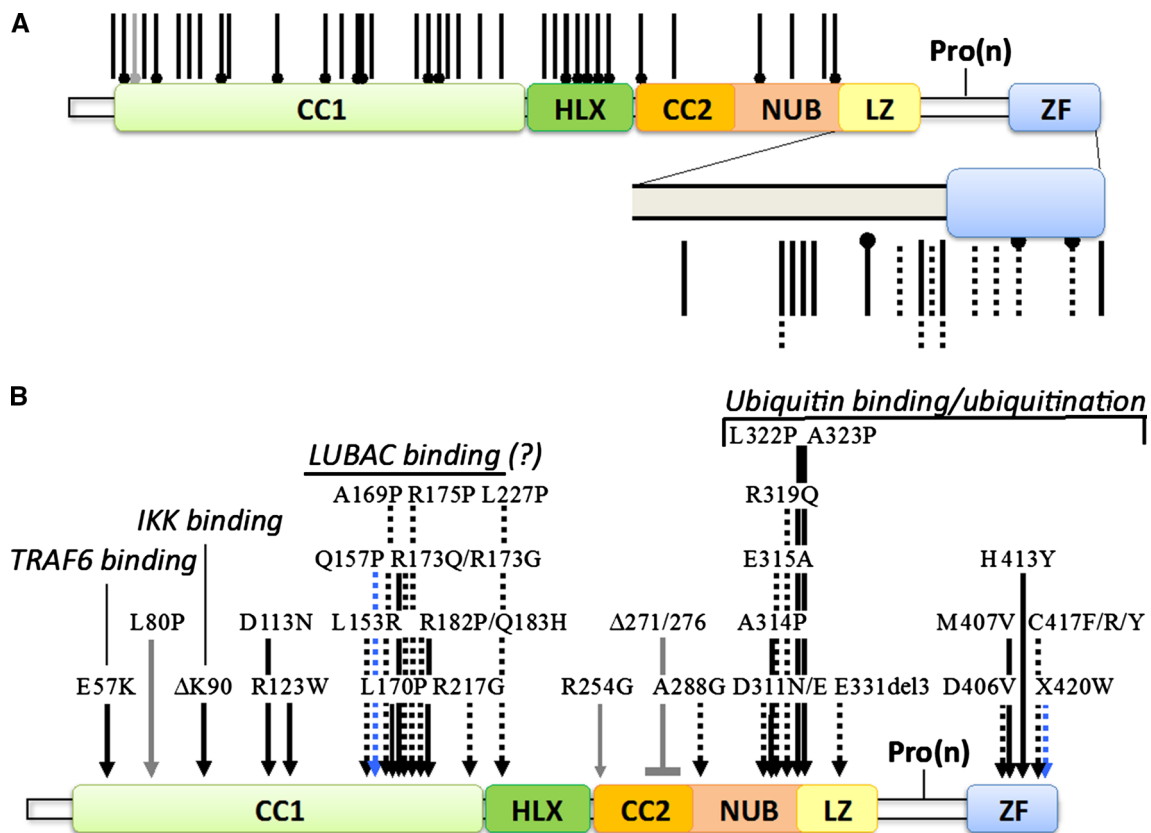 A
Pro(n)
CC1 HLX CC2 NUB LZ ZF
B
Ubiquitin binding/ubiquitination
L322P A323P
LUBAC binding (?)
A169P R175P L227P R319Q
IKK binding
TRAF6 binding Q157P R173Q/R173G E315A H413Y
L80P D113N L153R R182P/Q183H Δ271/276 A314P M407V C417F/R/Y
E57K ΔK90 R123W L170P R217G R254G A288G D311N/E E331del3 D406V X420W
Pro(n)
CC1 HLX CC2 NUB LZ ZF